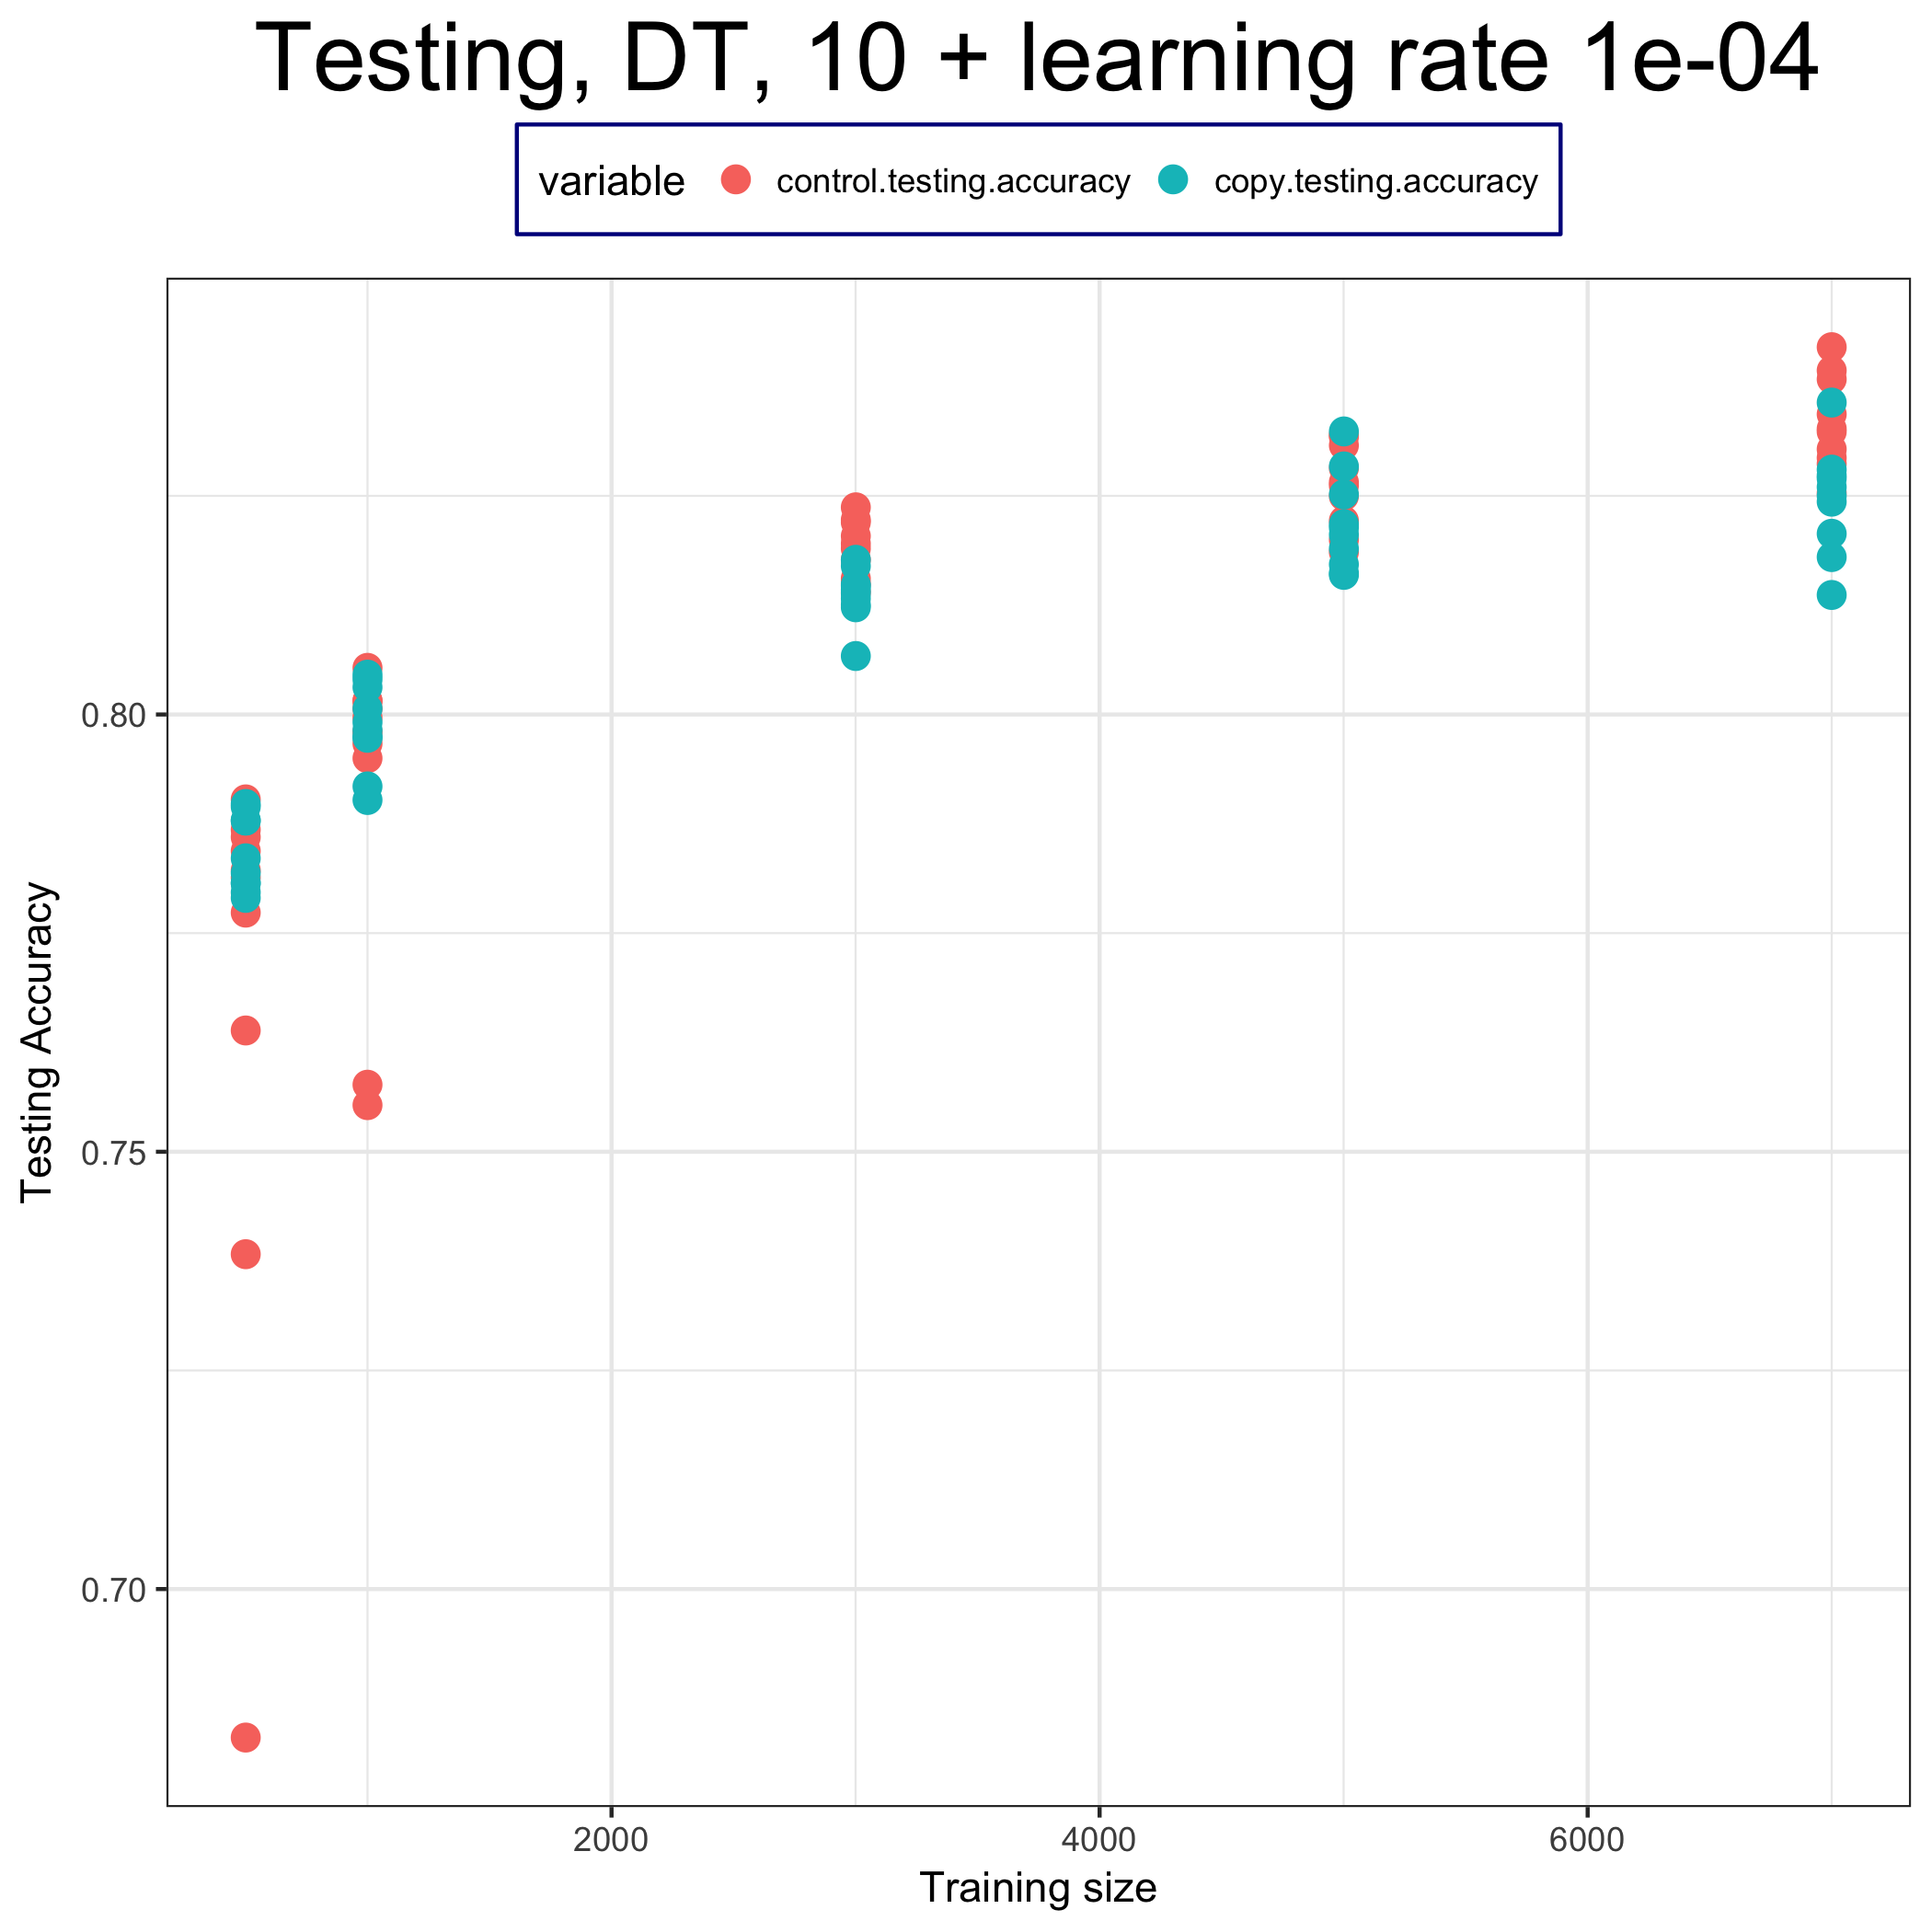 Testing, DT, 10 + learning rate 1e-04
variable control.testing.accuracy copy.testing.accuracy
Testing Accuracy
0.80
0.75
0.70
2000 4000 6000
Training size